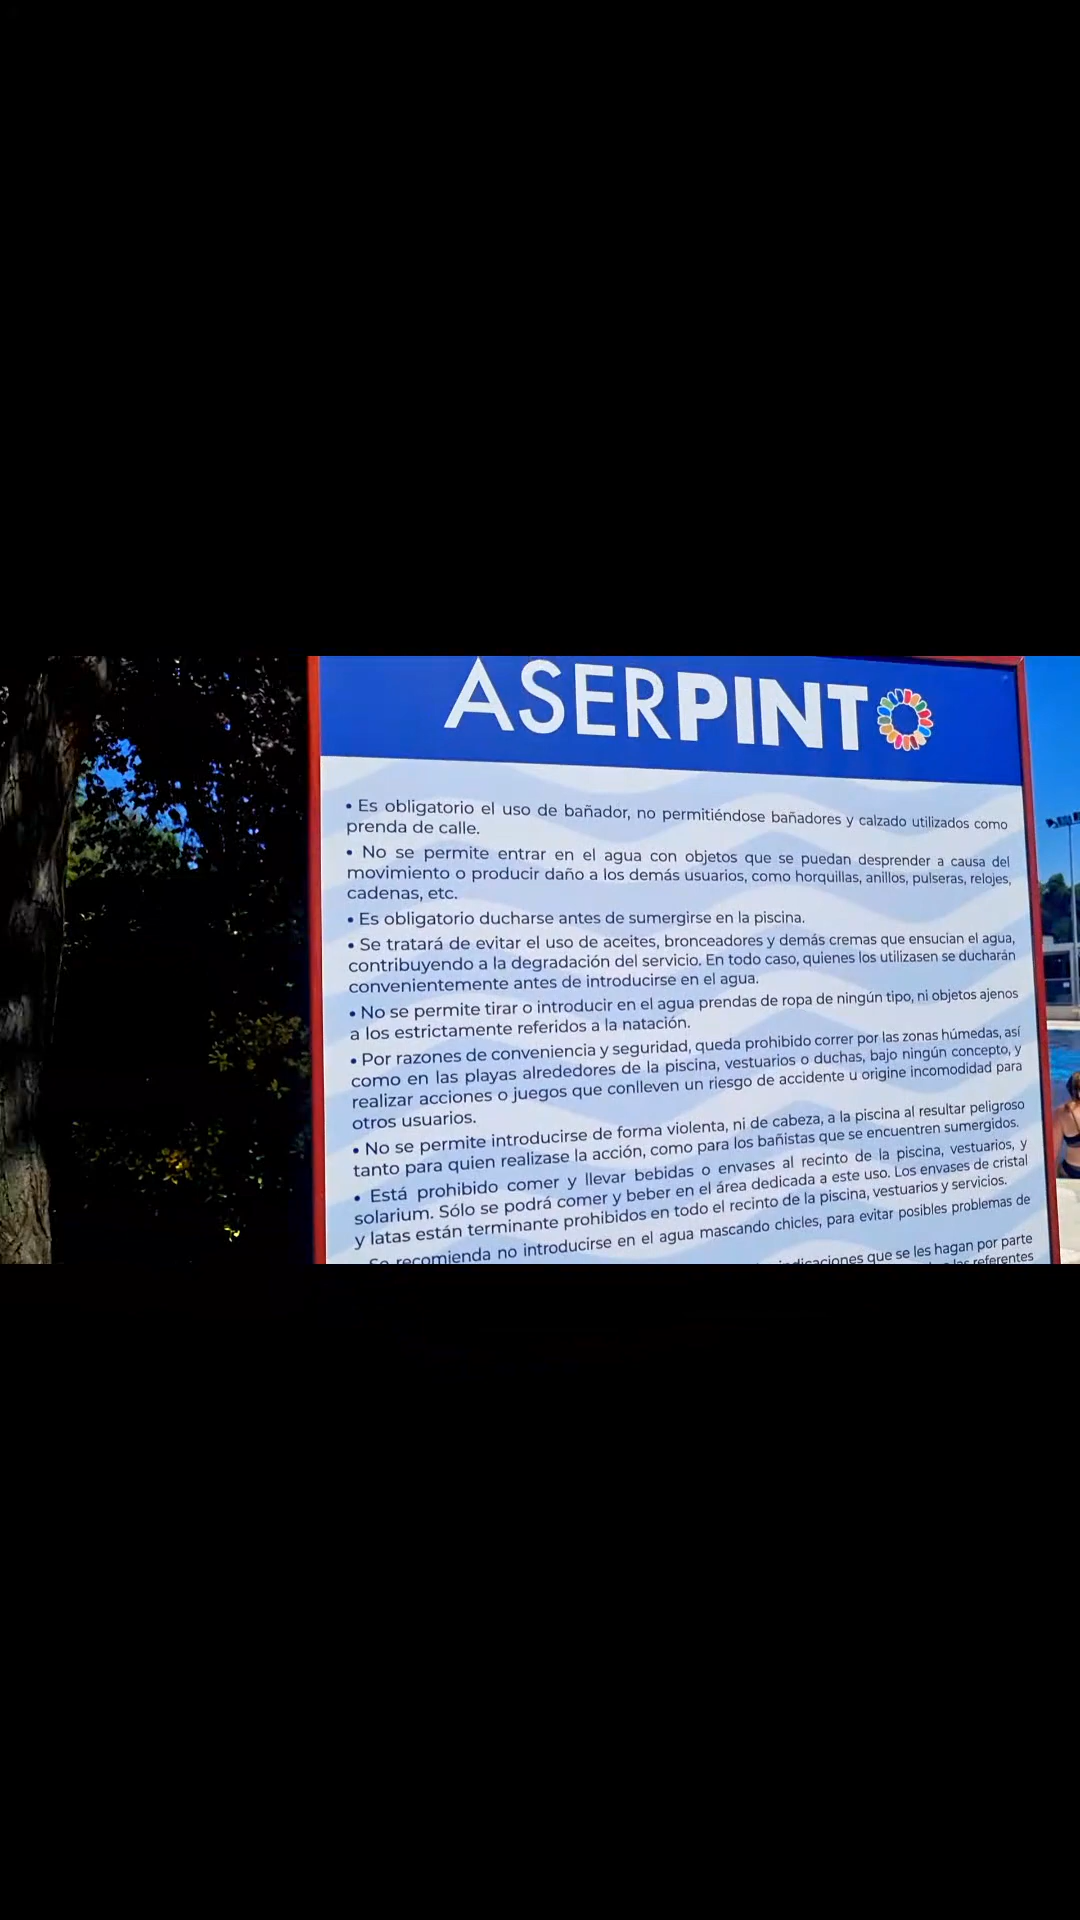 ASERPINTO
• Es obligatorio el uso de bañador, no permitiéndose bañadores y calzado utilizados como
prenda de calle.
• No se permite entrar en el agua con objetos que se puedan desprender a causa del
movimiento o producir daño a los demás usuarios, como horquillas, anillos, pulseras, relojes,
cadenas, etc.
• Es obligatorio ducharse antes de sumergirse en la piscina.
• Se tratará de evitar el uso de aceites, bronceadores y demás cremas que ensucian el agua,
contribuyendo a la degradación del servicio. En todo caso, quienes los utilizasen se ducharán
convenientemente antes de introducirse en el agua.
• No se permite tirar o introducir en el agua prendas de ropa de ningún tipo, ni objetos ajenos
a los estrictamente referidos a la natación.
• Por razones de conveniencia y seguridad, queda prohibido correr por las zonas húmedas, así
como en las playas alrededores de la piscina, vestuarios o duchas, bajo ningún concepto, y
realizar acciones o juegos que conlleven un riesgo de accidente u origine incomodidad para
otros usuarios.
• No se permite introducirse de forma violenta, ni de cabeza, a la piscina al resultar peligroso
tanto para quien realizase la acción, como para los bañistas que se encuentren sumergidos.
• Está prohibido comer y llevar bebidas o envases al recinto de la piscina, vestuarios, y
solarium. Sólo se podrá comer y beber en el área dedicada a este uso. Los envases de cristal
y latas están terminante prohibidos en todo el recinto de la piscina, vestuarios y servicios.
Se recomienda no introducirse en el agua mascando chicles, para evitar posibles problemas de
indicaciones que se les hagan por parte
las referentes